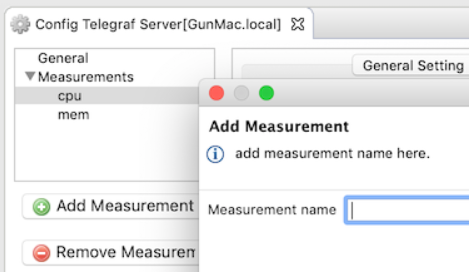 Config Telegraf Server[GunMac.local]
General
Measurements
cpu
mem
General Setting
Add Measurement
add measurement name here.
Add Measurement
Measurement name
Remove Measurem